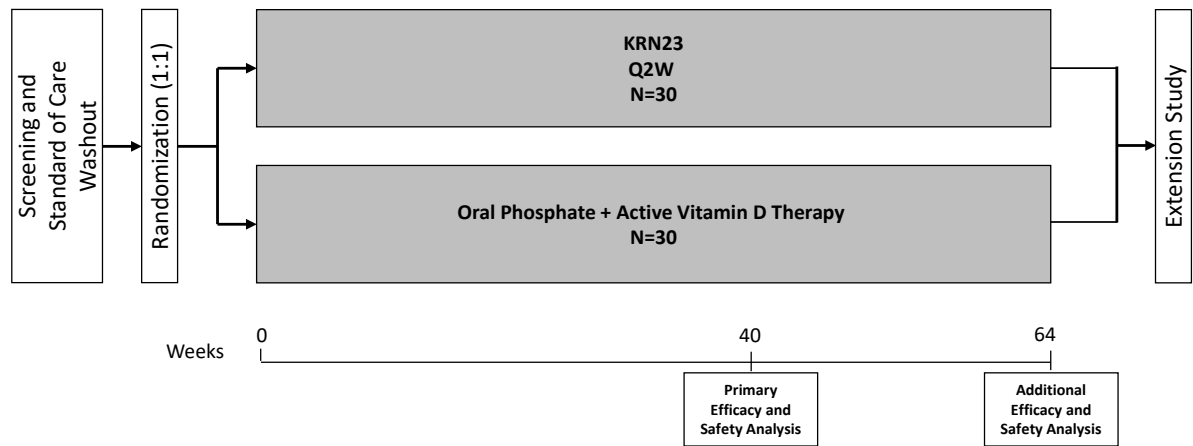 Screening and
Standard of Care
Washout
Randomization (1:1)
KRN23
Q2W
N=30
Oral Phosphate + Active Vitamin D Therapy
N=30
Extension Study
Weeks
0
40
64
Primary
Efficacy and
Safety Analysis
Additional
Efficacy and
Safety Analysis